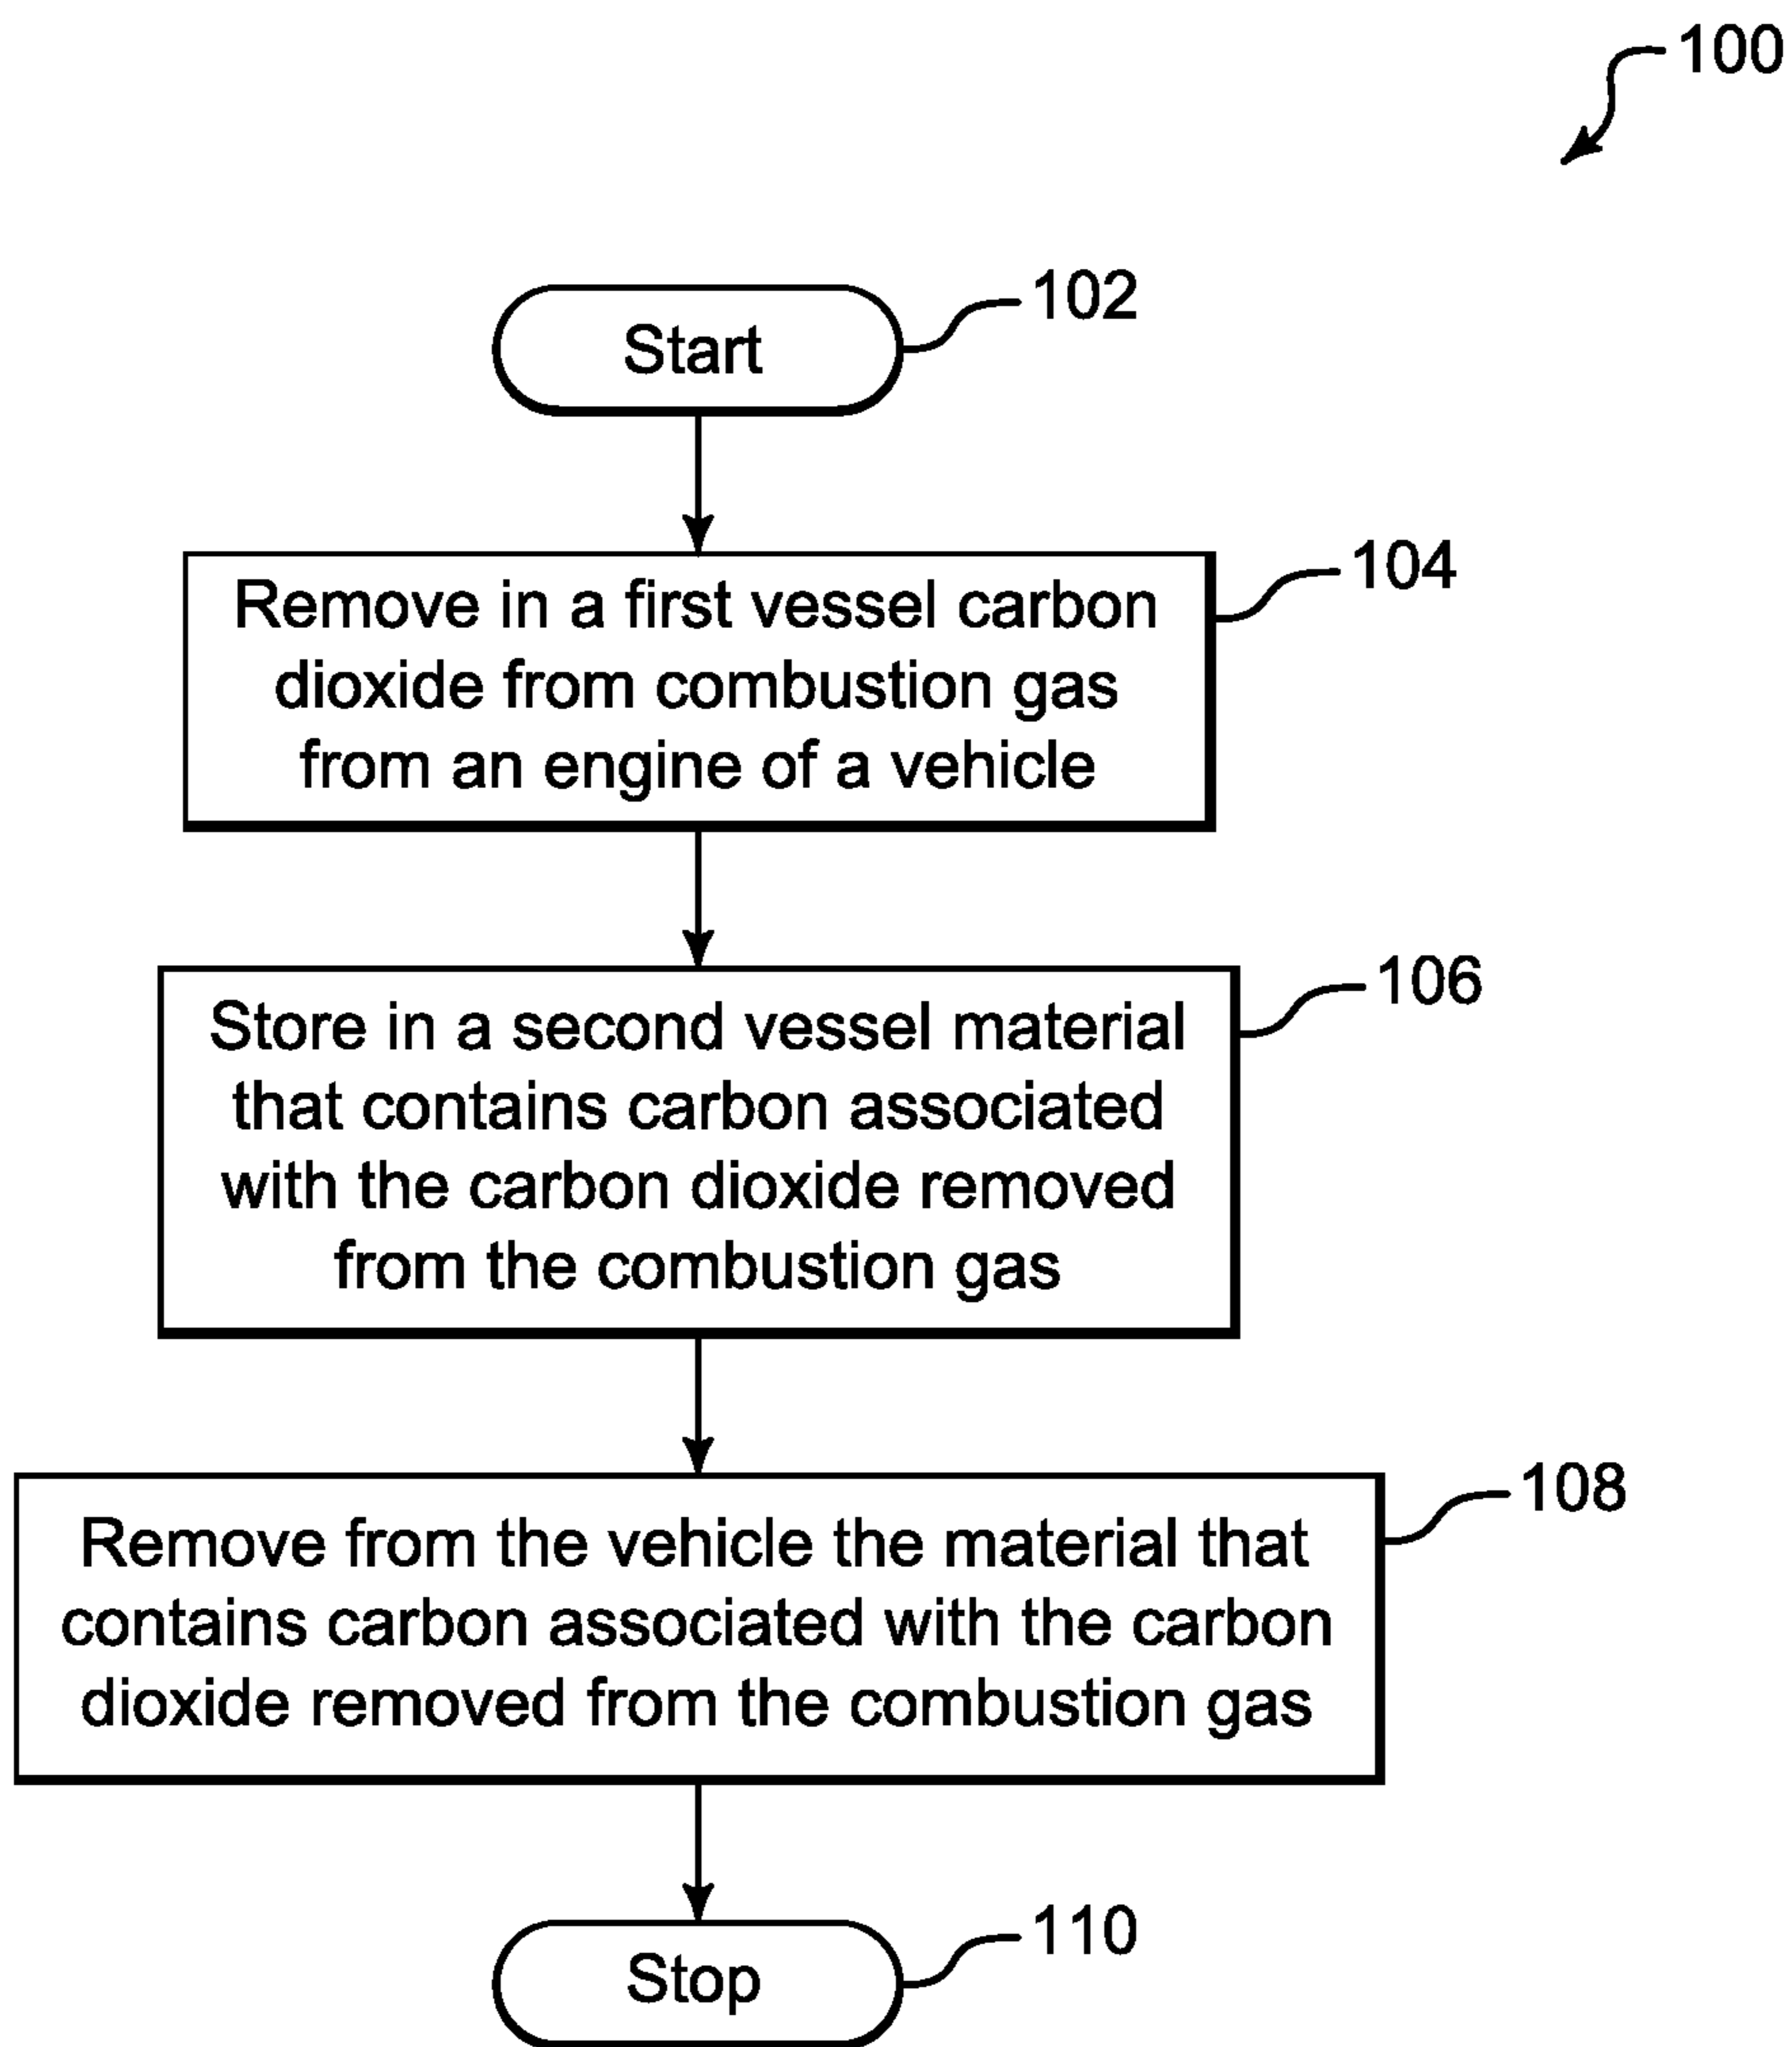 100
Start
102
Remove in a first vessel carbon
dioxide from combustion gas
from an engine of a vehicle
104
Store in a second vessel material
that contains carbon associated
with the carbon dioxide removed
from the combustion gas
106
Remove from the vehicle the material that
contains carbon associated with the carbon
dioxide removed from the combustion gas
108
Stop
110